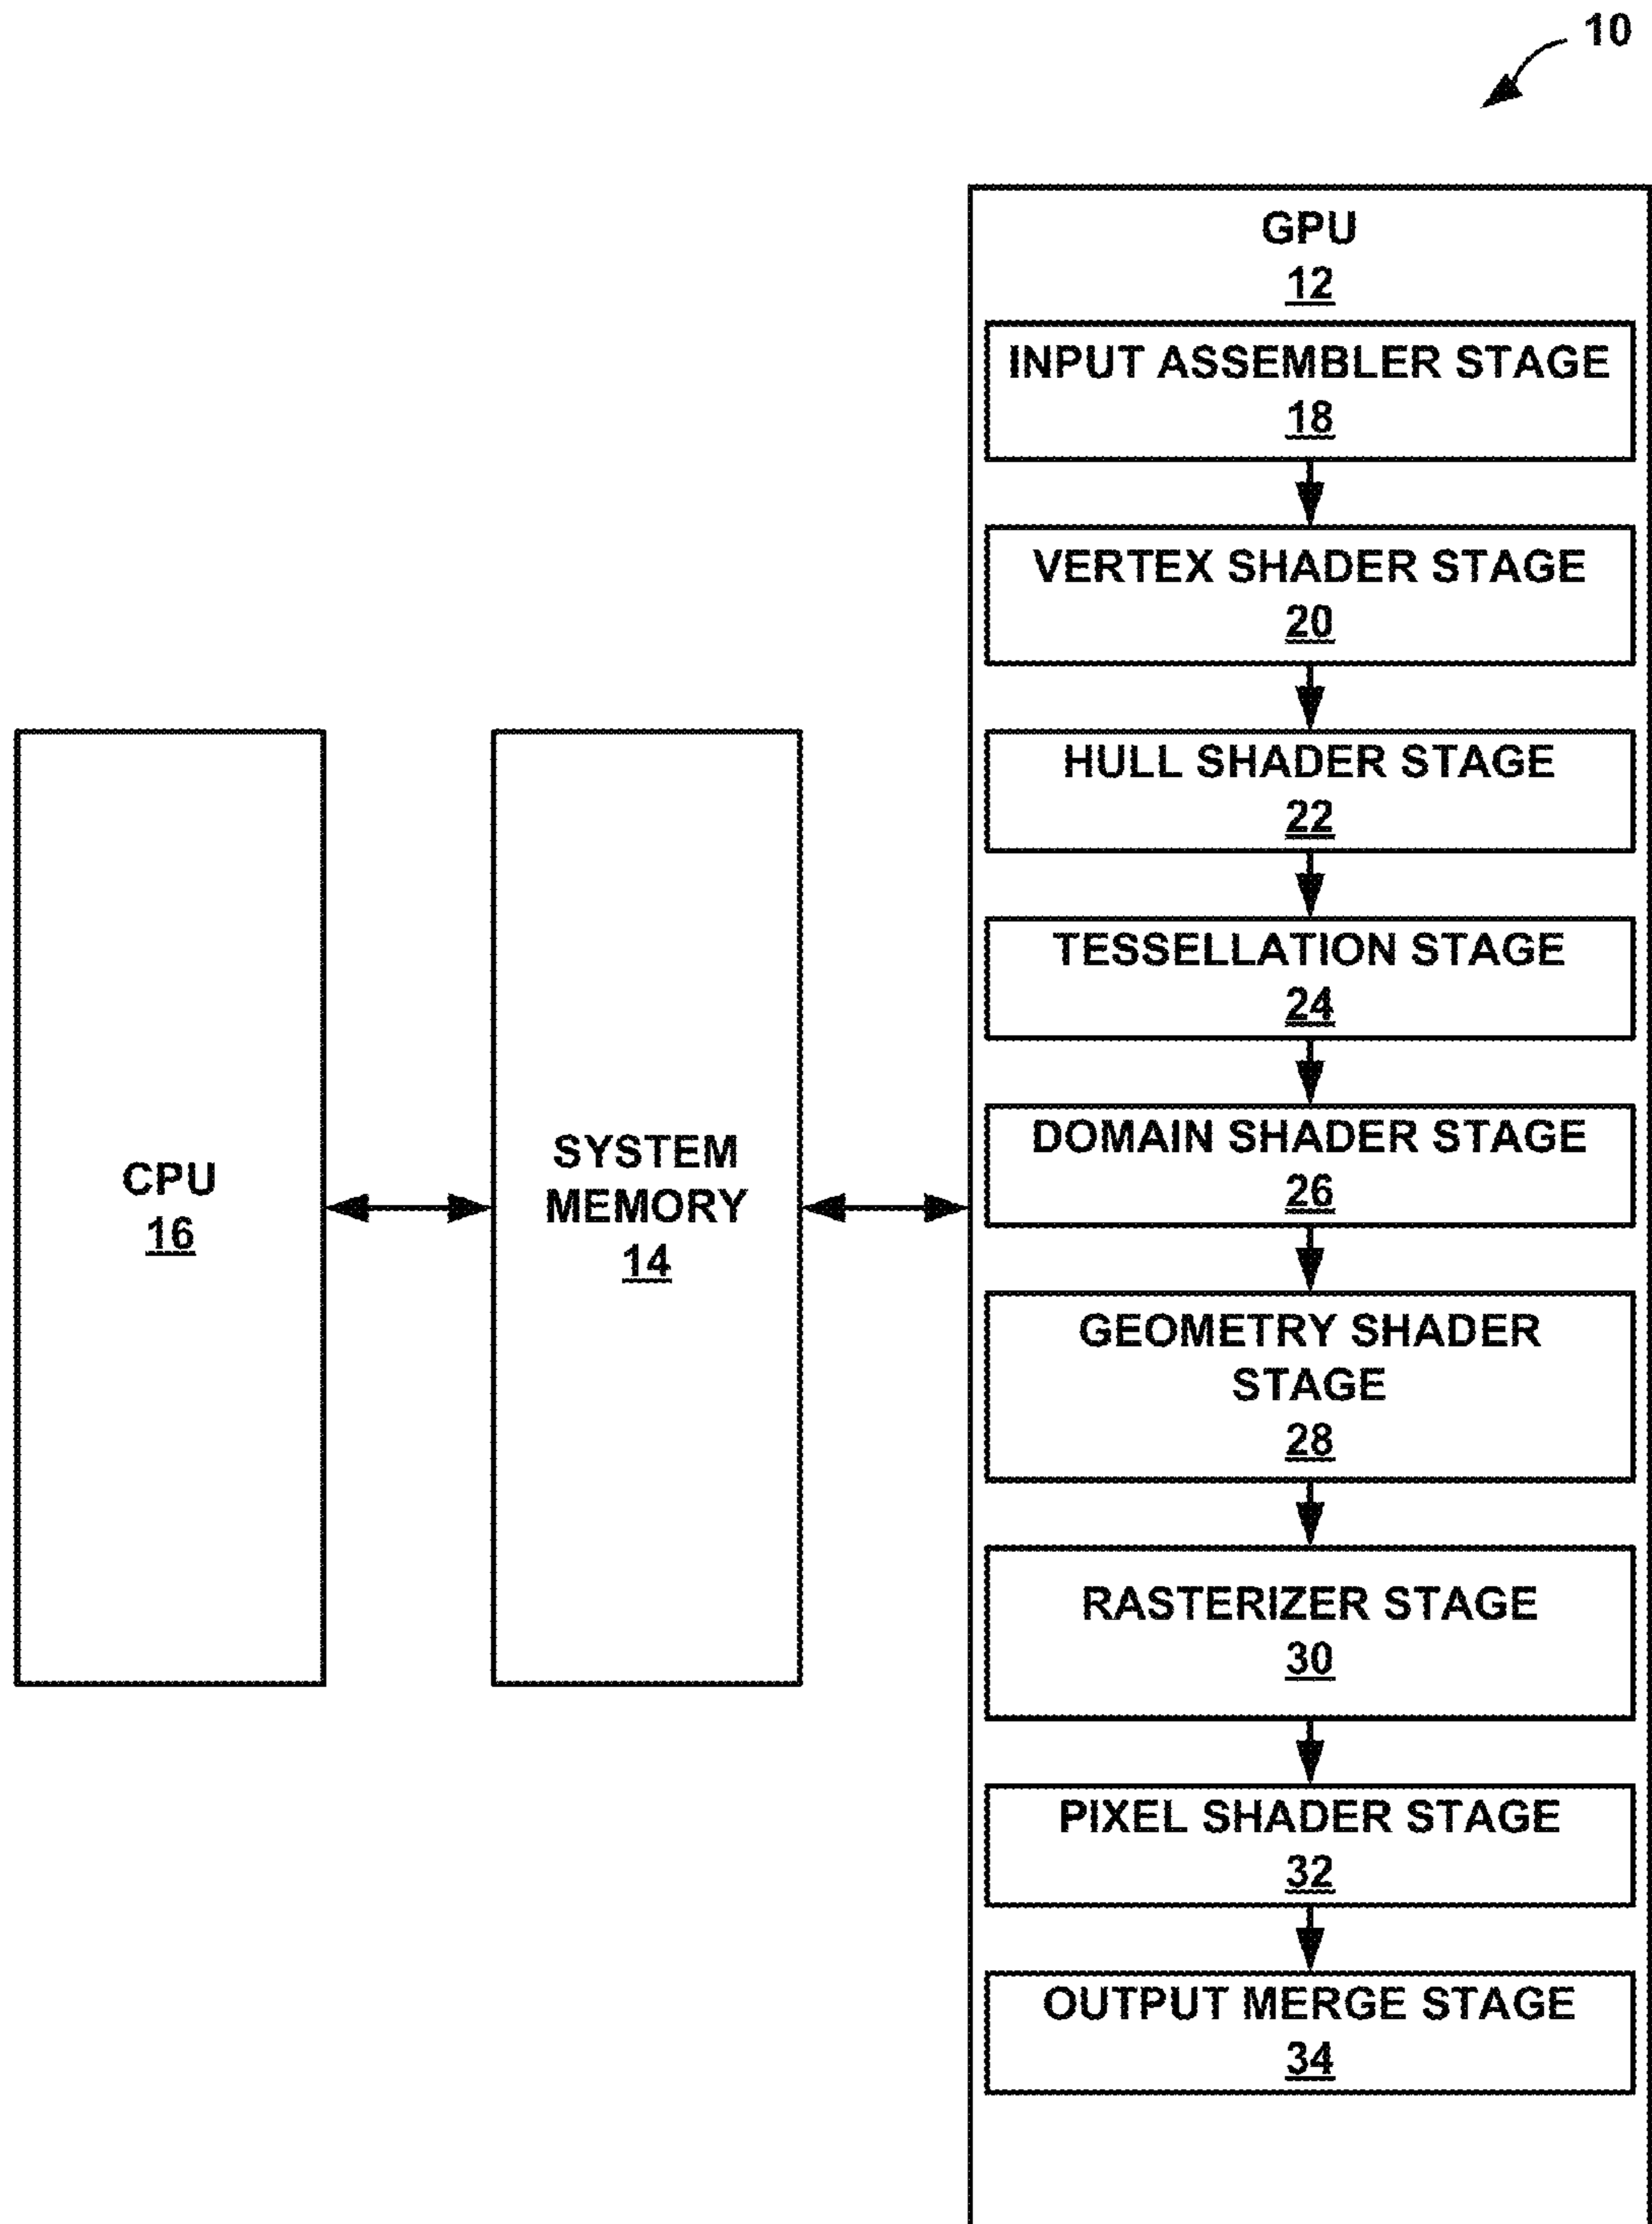 10
GPU
12
INPUT ASSEMBLER STAGE
18
VERTEX SHADER STAGE
20
HULL SHADER STAGE
22
TESSELLATION STAGE
24
DOMAIN SHADER STAGE
26
GEOMETRY SHADER
STAGE
28
RASTERIZER STAGE
30
PIXEL SHADER STAGE
32
OUTPUT MERGE STAGE
34
CPU
16
SYSTEM
MEMORY
14